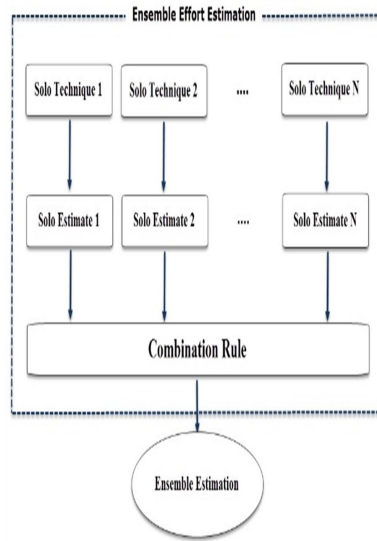 Ensemble Effort Estimation
Solo Technique 1
Solo Technique 2
....
Solo Technique N
Solo Estimate 1
Solo Estimate 2
....
Solo Estimate N
Combination Rule
Ensemble Estimation